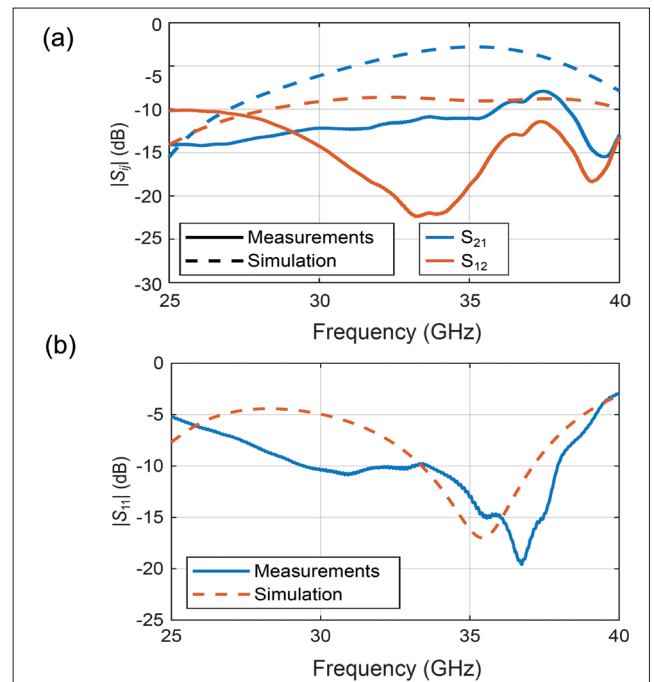 (a)
0
-5
-10
-15
-20
-25
-30
|Sij| (dB)
Measurements
Simulation
S21
S12
25 30 35 40
Frequency (GHz)
(b)
0
-5
-10
-15
-20
-25
|S11| (dB)
Measurements
Simulation
25 30 35 40
Frequency (GHz)